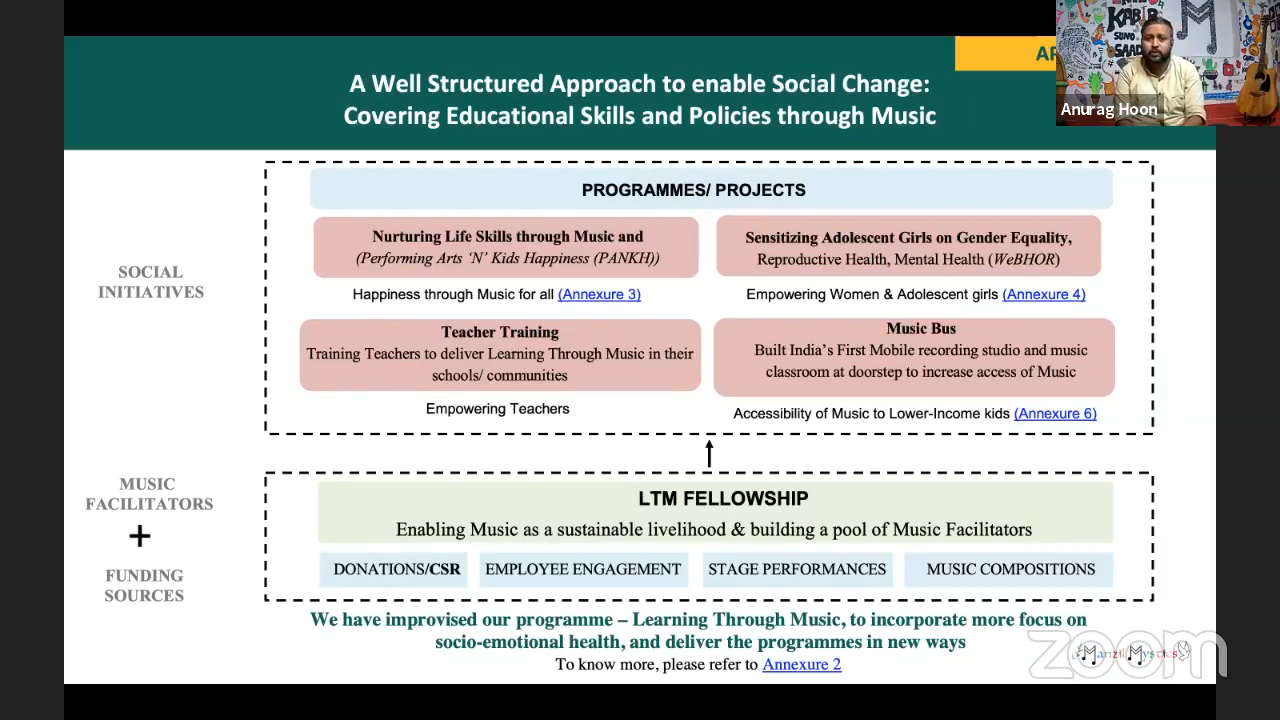 AP
KABIR
SUNO
SAADHO
Anurag Hoon
A Well Structured Approach to enable Social Change:
Covering Educational Skills and Policies through Music
PROGRAMMES/ PROJECTS
SOCIAL
INITIATIVES
Nurturing Life Skills through Music and
(Performing Arts ‘N’ Kids Happiness (PANKH))
Happiness through Music for all (Annexure 3)
Sensitizing Adolescent Girls on Gender Equality,
Reproductive Health, Mental Health (WeBHOR)
Empowering Women & Adolescent girls (Annexure 4)
Teacher Training
Training Teachers to deliver Learning Through Music in their
schools/ communities
Empowering Teachers
Music Bus
Built India’s First Mobile recording studio and music
classroom at doorstep to increase access of Music
Accessibility of Music to Lower-Income kids (Annexure 6)
MUSIC
FACILITATORS
+
FUNDING
SOURCES
LTM FELLOWSHIP
Enabling Music as a sustainable livelihood & building a pool of Music Facilitators
DONATIONS/CSR
EMPLOYEE ENGAGEMENT
STAGE PERFORMANCES
MUSIC COMPOSITIONS
We have improvised our programme – Learning Through Music, to incorporate more focus on
socio-emotional health, and deliver the programmes in new ways
To know more, please refer to Annexure 2
Manzil Mystics
zoom